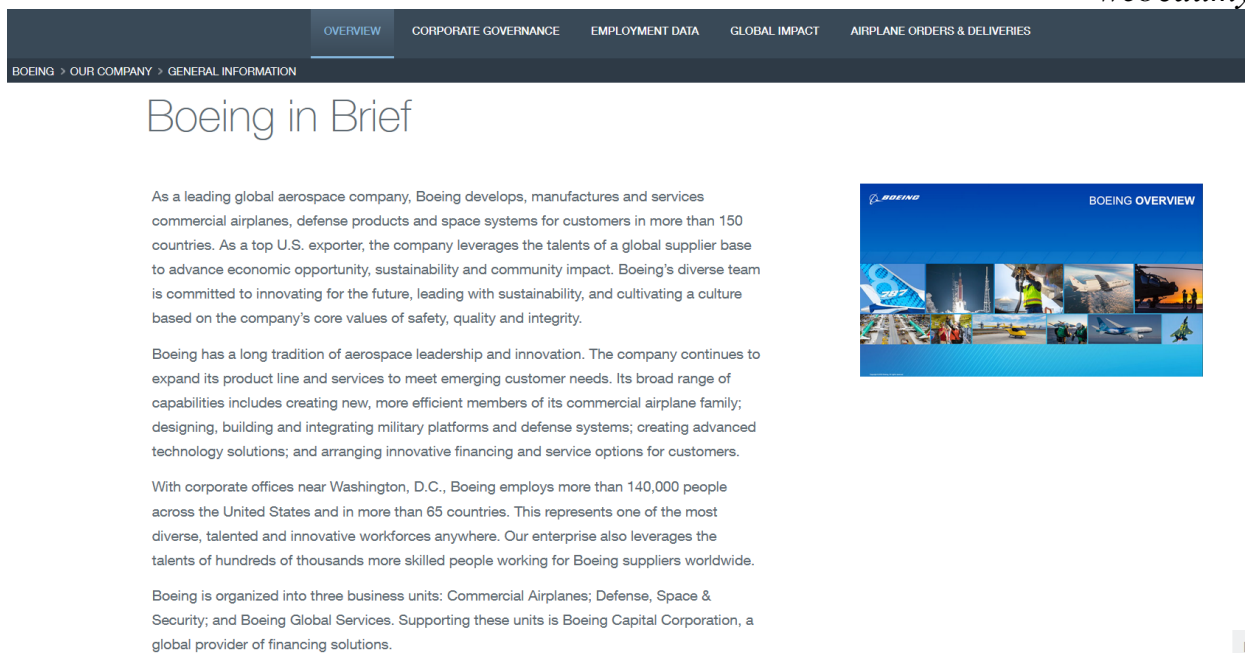 OVERVIEW CORPORATE GOVERNANCE EMPLOYMENT DATA GLOBAL IMPACT AIRPLANE ORDERS & DELIVERIES
BOEING > OUR COMPANY > GENERAL INFORMATION
Boeing in Brief
As a leading global aerospace company, Boeing develops, manufactures and services
commercial airplanes, defense products and space systems for customers in more than 150
countries. As a top U.S. exporter, the company leverages the talents of a global supplier base
to advance economic opportunity, sustainability and community impact. Boeing's diverse team
is committed to innovating for the future, leading with sustainability, and cultivating a culture
based on the company's core values of safety, quality and integrity.
Boeing has a long tradition of aerospace leadership and innovation. The company continues to
expand its product line and services to meet emerging customer needs. Its broad range of
capabilities includes creating new, more efficient members of its commercial airplane family;
designing, building and integrating military platforms and defense systems; creating advanced
technology solutions; and arranging innovative financing and service options for customers.
With corporate offices near Washington, D.C., Boeing employs more than 140,000 people
across the United States and in more than 65 countries. This represents one of the most
diverse, talented and innovative workforces anywhere. Our enterprise also leverages the
talents of hundreds of thousands more skilled people working for Boeing suppliers worldwide.
Boeing is organized into three business units: Commercial Airplanes; Defense, Space &
Security; and Boeing Global Services. Supporting these units is Boeing Capital Corporation, a
global provider of financing solutions.
BOEING
BOEING OVERVIEW
787